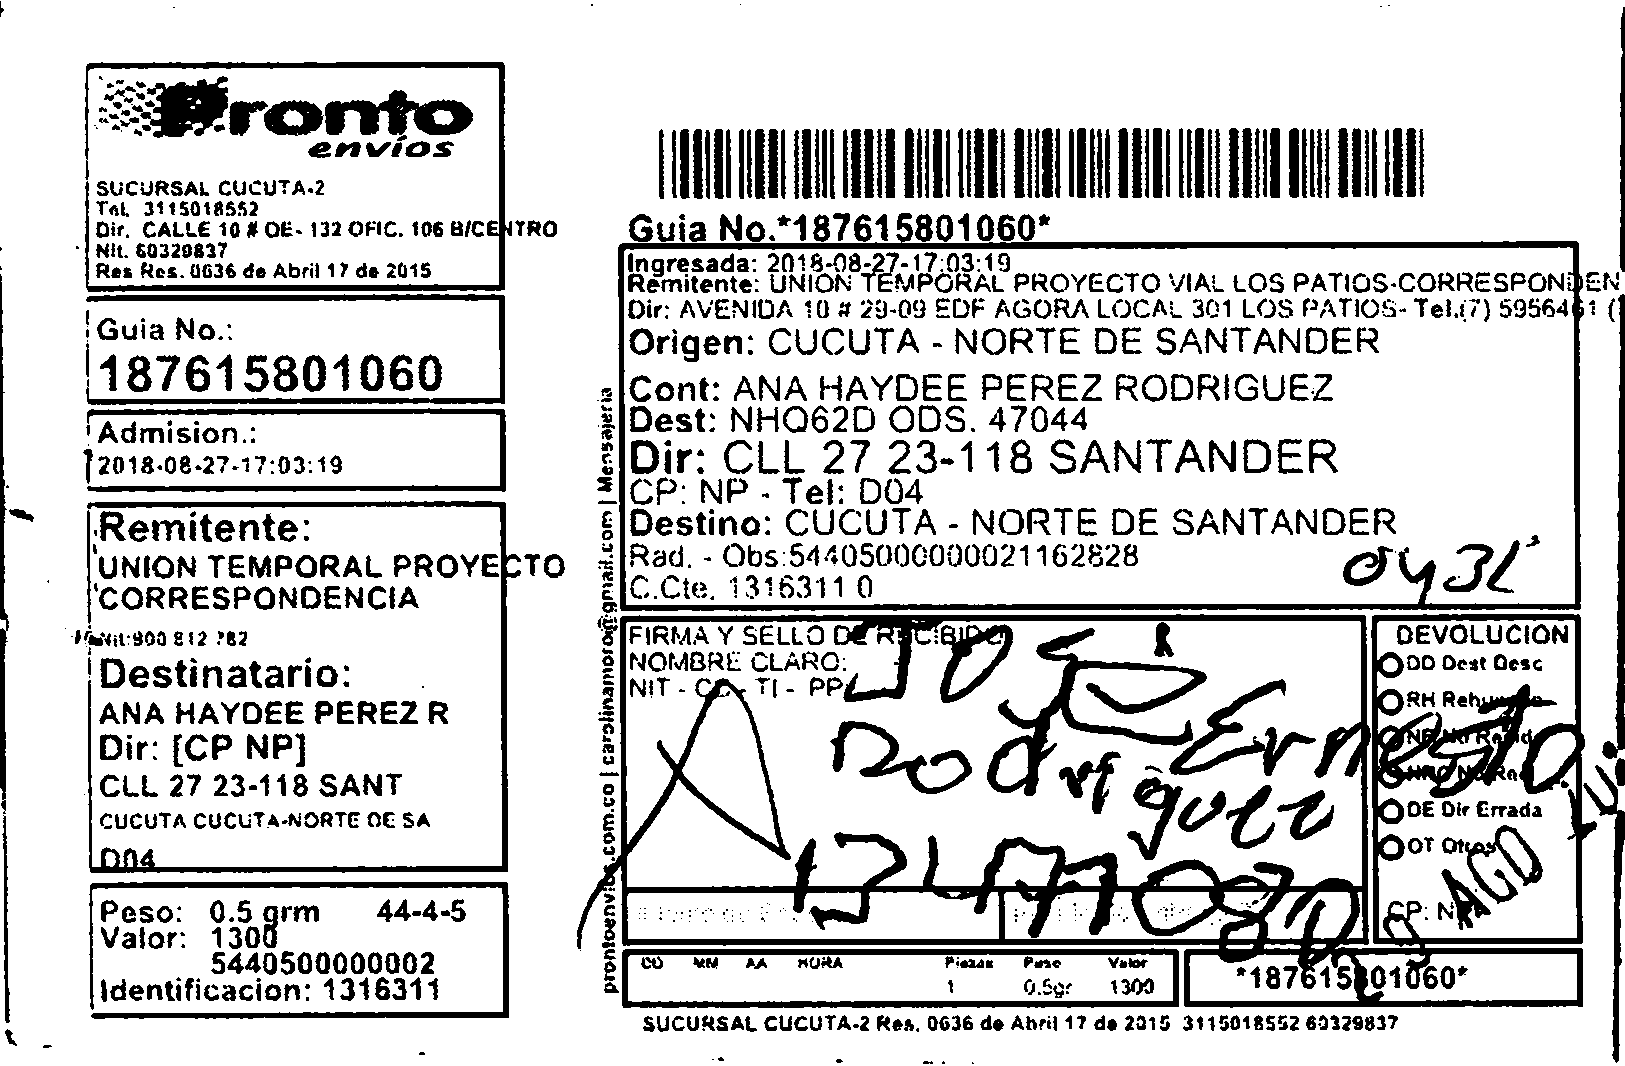 Pronto
envíos
SUCURSAL CUCUTA-2
Tel. 3115018552
Dir. CALLE 10 # OE- 132 OFIC. 106 B/CENTRO
Nit. 60329837
Res Res. 0636 de Abril 17 de 2015
Guia No.:
187615801060
Admision.:
2018-08-27-17:03:19
Remitente:
UNION TEMPORAL PROYECTO
CORRESPONDENCIA
Nit:900 812 782
Destinatario:
ANA HAYDEE PEREZ R
Dir: [CP NP]
CLL 27 23-118 SANT
CUCUTA CUCUTA-NORTE DE SA
D04
Peso: 0.5 grm 44-4-5
Valor: 1300
5440500000002
Identificacion: 1316311
prontoenvios.com.co | carolinamoro@gmail.com | Mensajeria
Guia No.*187615801060*
Ingresada: 2018-08-27-17:03:19
Remitente: UNION TEMPORAL PROYECTO VIAL LOS PATIOS-CORRESPONDEN
Dir: AVENIDA 10 # 29-09 EDF AGORA LOCAL 301 LOS PATIOS- Tel.(7) 5956461 (
Origen: CUCUTA - NORTE DE SANTANDER
Cont: ANA HAYDEE PEREZ RODRIGUEZ
Dest: NHO62D ODS. 47044
Dir: CLL 27 23-118 SANTANDER
CP: NP - Tel: D04
Destino: CUCUTA - NORTE DE SANTANDER
Rad. - Obs:54405000000021162828
C.Cte. 1316311 0
FIRMA Y SELLO DE RECIBIDO
NOMBRE CLARO:
NIT - CC - TI - PP
Ernesto
Rodriguez
DEVOLUCION
DD Dest Desc
RH Rehusado
DE Dir Errada
OT Otros
CP: NP
AGO
DD MM AA HORA Piezas Peso Valor
1 0.5gr 1300
*187615801060*
SUCURSAL CUCUTA-2 Res. 0636 de Abril 17 de 2015 3115018552 60329837